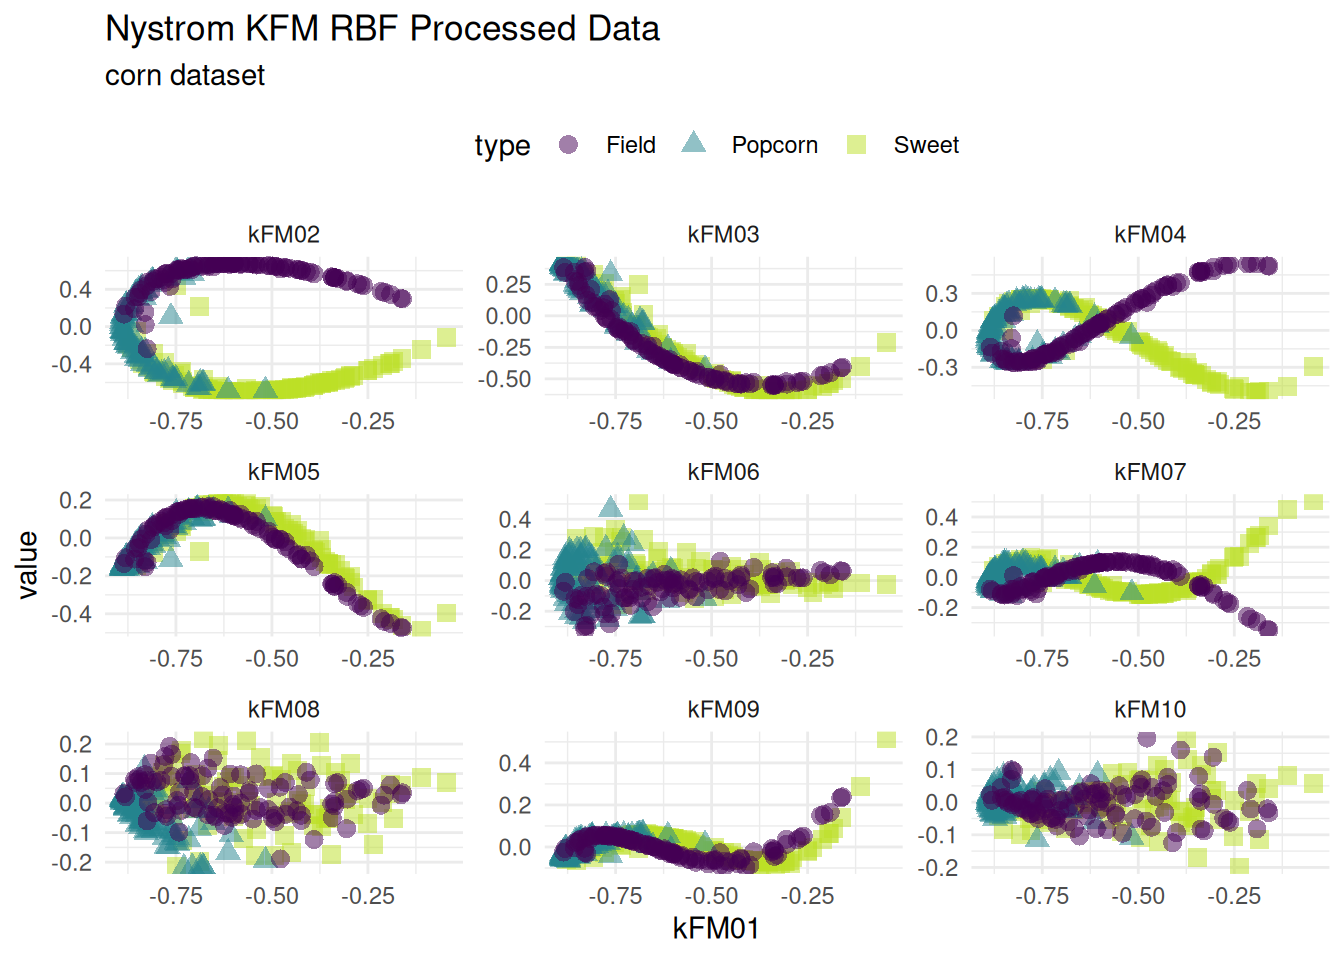 Nystrom KFM RBF Processed Data
corn dataset
type Field Popcorn Sweet
kFM02 kFM03 kFM04
0.4
0.0
-0.4
-0.75 -0.50 -0.25
0.25
0.00
-0.25
-0.50
-0.75 -0.50 -0.25
0.3
0.0
-0.3
-0.75 -0.50 -0.25
kFM05 kFM06 kFM07
0.2
0.0
-0.2
-0.4
-0.75 -0.50 -0.25
0.4
0.2
0.0
-0.2
-0.75 -0.50 -0.25
0.4
0.2
0.0
-0.2
-0.75 -0.50 -0.25
value
kFM08 kFM09 kFM10
0.2
0.1
0.0
-0.1
-0.2
-0.75 -0.50 -0.25
0.4
0.2
0.0
-0.75 -0.50 -0.25
0.2
0.1
0.0
-0.1
-0.2
-0.75 -0.50 -0.25
kFM01